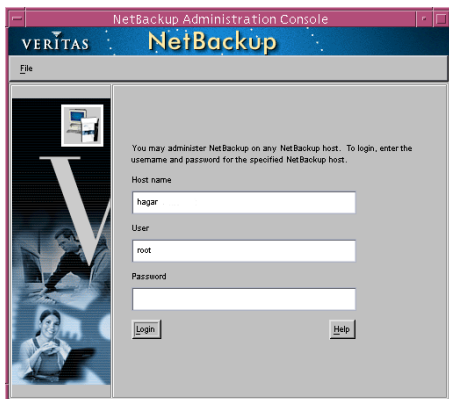 NetBackup Administration Console
VERITAS NetBackup
File
V
You may administer NetBackup on any NetBackup host. To login, enter the
username and password for the specified NetBackup host.
Host name
hagar
User
root
Password
Login Help